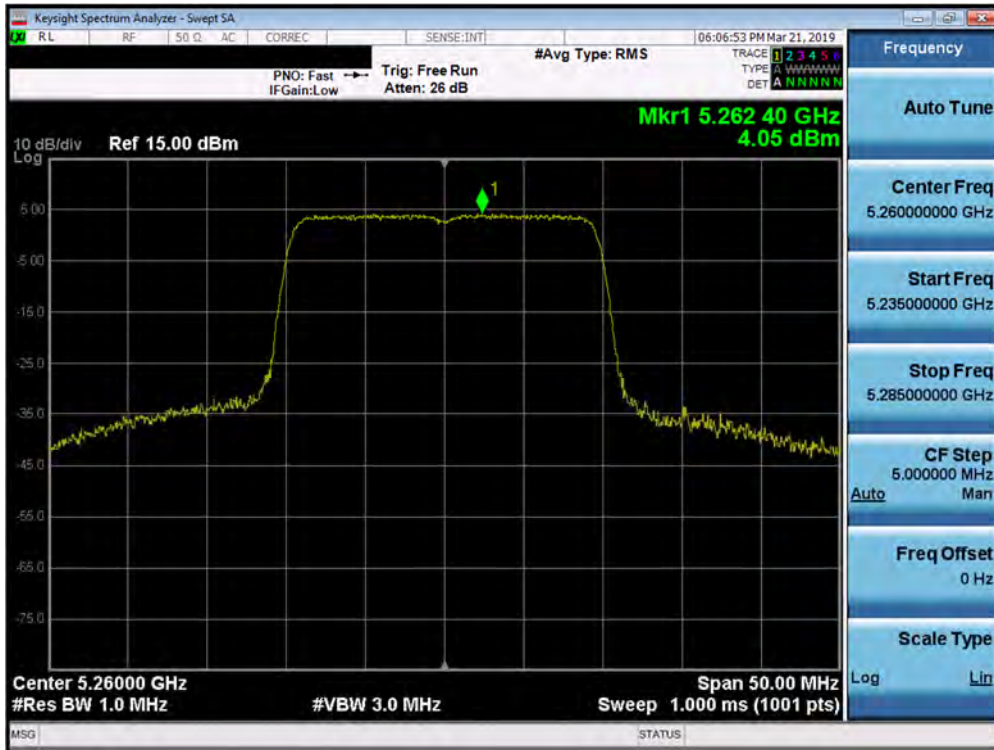 Keysight Spectrum Analyzer - Swept SA
LXI RL RF 50 Ω AC CORREC SENSE:INT 06:06:53 PM Mar 21, 2019
PNO: Fast
IFGain:Low
Trig: Free Run
Atten: 26 dB
#Avg Type: RMS
TRACE 1 2 3 4 5 6
TYPE A WWWWW
DET A N N N N N
Mkr1 5.262 40 GHz
4.05 dBm
10 dB/div Ref 15.00 dBm
Log
1
5.00
-5.00
-15.0
-25.0
-35.0
-45.0
-55.0
-65.0
-75.0
Center 5.26000 GHz Span 50.00 MHz
#Res BW 1.0 MHz #VBW 3.0 MHz Sweep 1.000 ms (1001 pts)
MSG STATUS
Frequency
Auto Tune
Center Freq
5.260000000 GHz
Start Freq
5.235000000 GHz
Stop Freq
5.285000000 GHz
CF Step
5.000000 MHz
Auto Man
Freq Offset
0 Hz
Scale Type
Log Lin